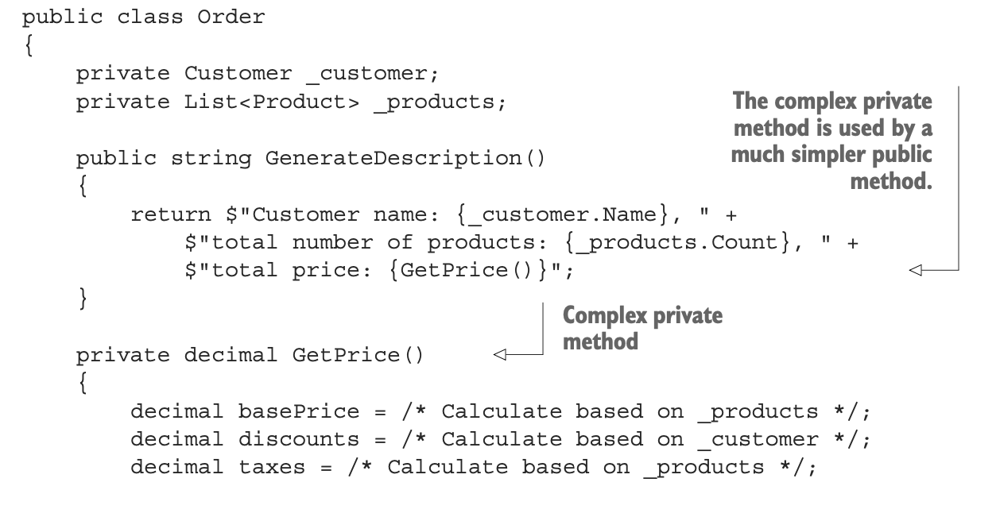 public class Order
{
    private Customer _customer;
    private List<Product> _products;
The complex private
method is used by a
much simpler public
method.
    public string GenerateDescription()
    {
        return $"Customer name: {_customer.Name}, " +
            $"total number of products: {_products.Count}, " +
            $"total price: {GetPrice()}";
    }
Complex private
method
    private decimal GetPrice()
    {
        decimal basePrice = /* Calculate based on _products */;
        decimal discounts = /* Calculate based on _customer */;
        decimal taxes = /* Calculate based on _products */;